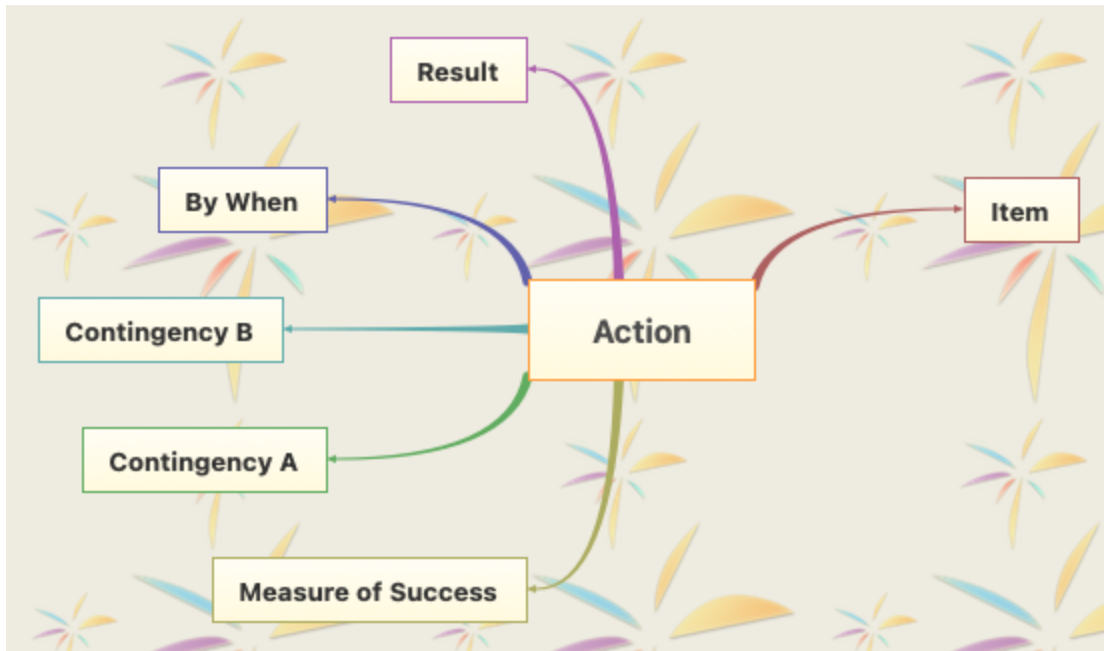 Result
By When
Item
Contingency B
Action
Contingency A
Measure of Success